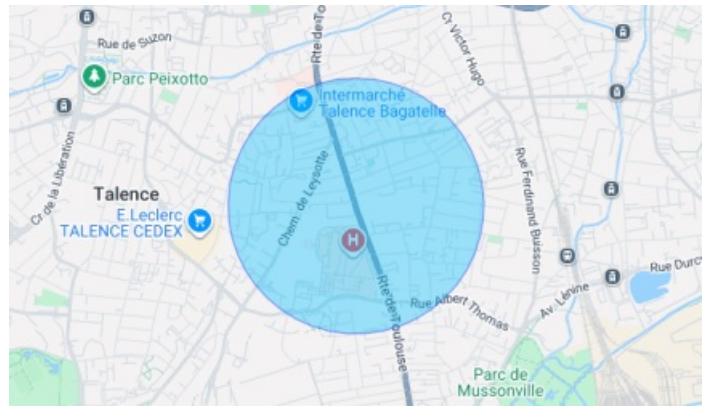 Rue de Suzon
Parc Peixotto
Rte de To
Cr Victor Hugo
Intermarché
Talence Bagatelle
Cr de la Libération
Talence
E.Leclerc
TALENCE CEDEX
Chem. de Leysotte
H
Rue Ferdinand Buisson
Rte de Toulouse
Rue Albert Thomas
Av. Lénine
Rue Durc
Parc de
Mussonville